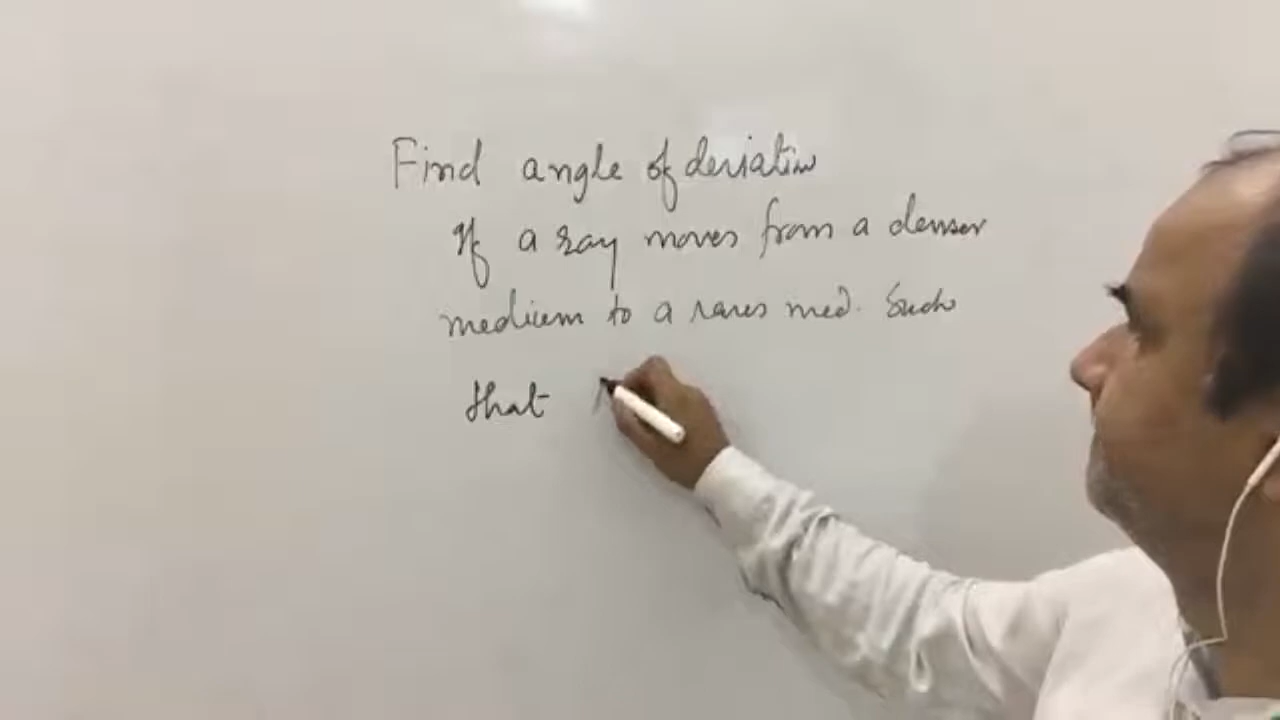 Find angle of deviation
If a ray moves from a denser
medium to a rarer med. Such
that